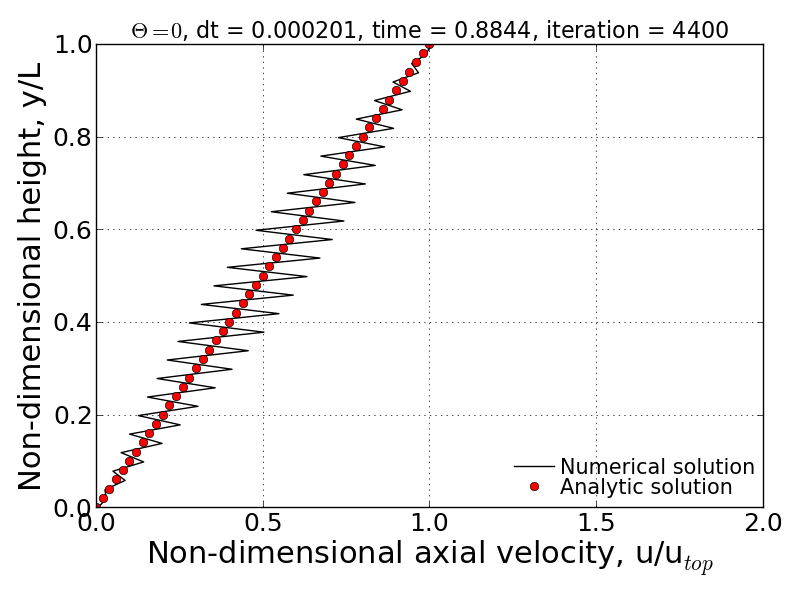 Θ=0, dt = 0.000201, time = 0.8844, iteration = 4400
Non-dimensional height, y/L
1.0
0.8
0.6
0.4
0.2
0.0
Numerical solution
Analytic solution
0.0 0.5 1.0 1.5 2.0
Non-dimensional axial velocity, u/u_top